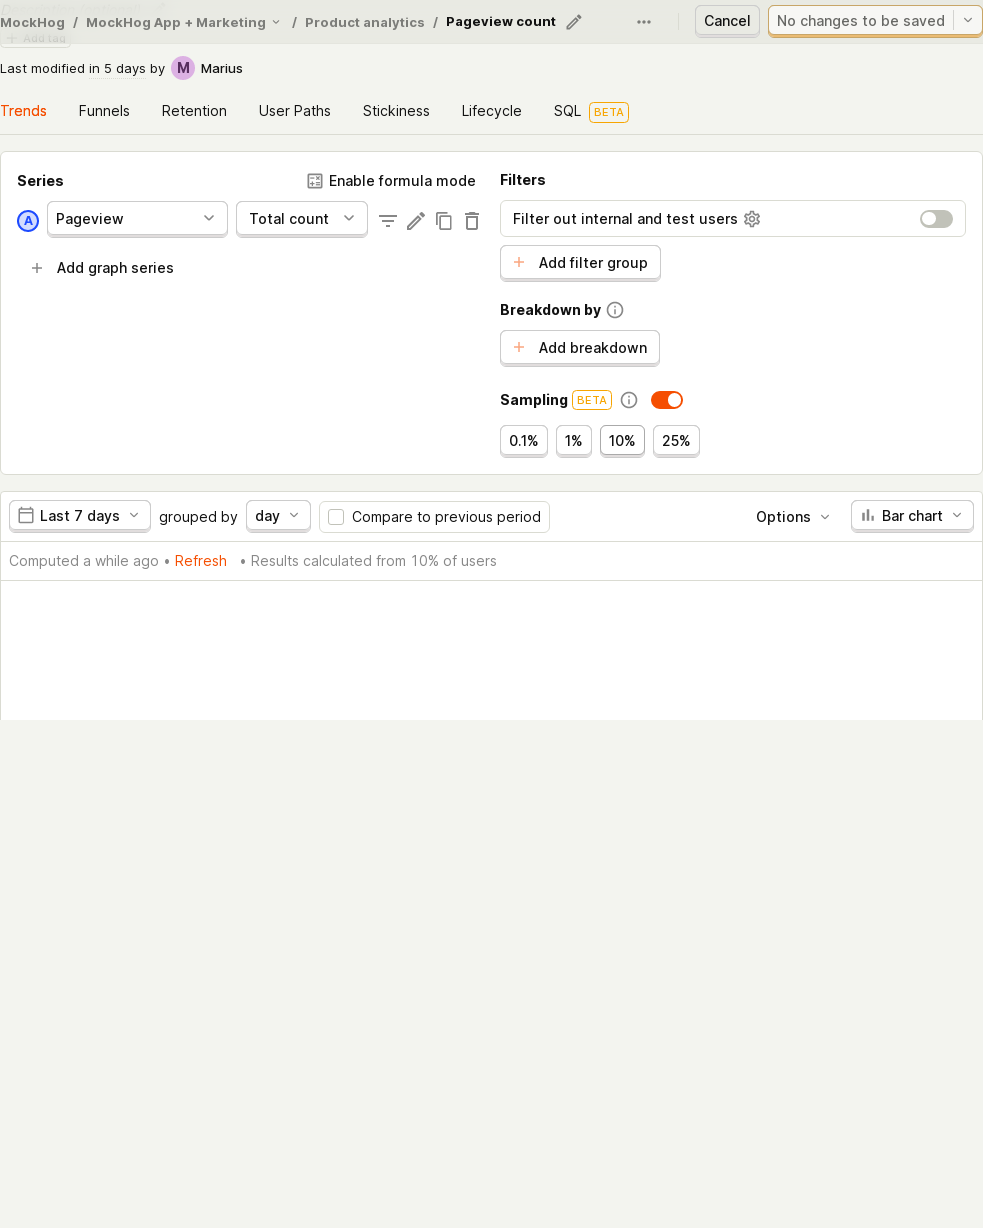 MockHog / MockHog App + Marketing / Product analytics / Pageview count Cancel No changes to be saved
Add tag
Last modified in 5 days by M Marius
Trends Funnels Retention User Paths Stickiness Lifecycle SQL BETA
Series Enable formula mode
A Pageview Total count
Add graph series
Filters
Filter out internal and test users
Add filter group
Breakdown by
Add breakdown
Sampling BETA
0.1% 1% 10% 25%
Last 7 days grouped by day Compare to previous period Options Bar chart
Computed a while ago • Refresh • Results calculated from 10% of users